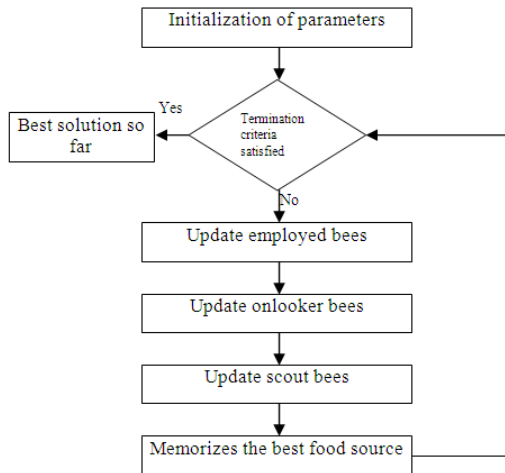 Initialization of parameters
Yes
Best solution so
far
Termination
criteria
satisfied
No
Update employed bees
Update onlooker bees
Update scout bees
Memorizes the best food source